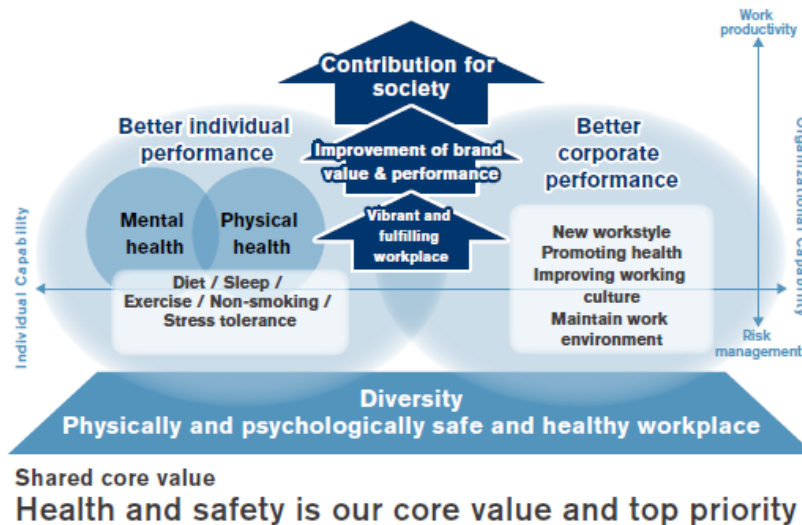 Work
productivity
Contribution for
society
Better individual
performance
Improvement of brand
value & performance
Better
corporate
performance
Mental
health
Physical
health
Vibrant and
fulfilling
workplace
New workstyle
Promoting health
Improving working
culture
Maintain work
environment
Diet / Sleep /
Exercise / Non-smoking /
Stress tolerance
Individual Capability
Organizational Capability
Risk
management
Diversity
Physically and psychologically safe and healthy workplace
Shared core value
Health and safety is our core value and top priority